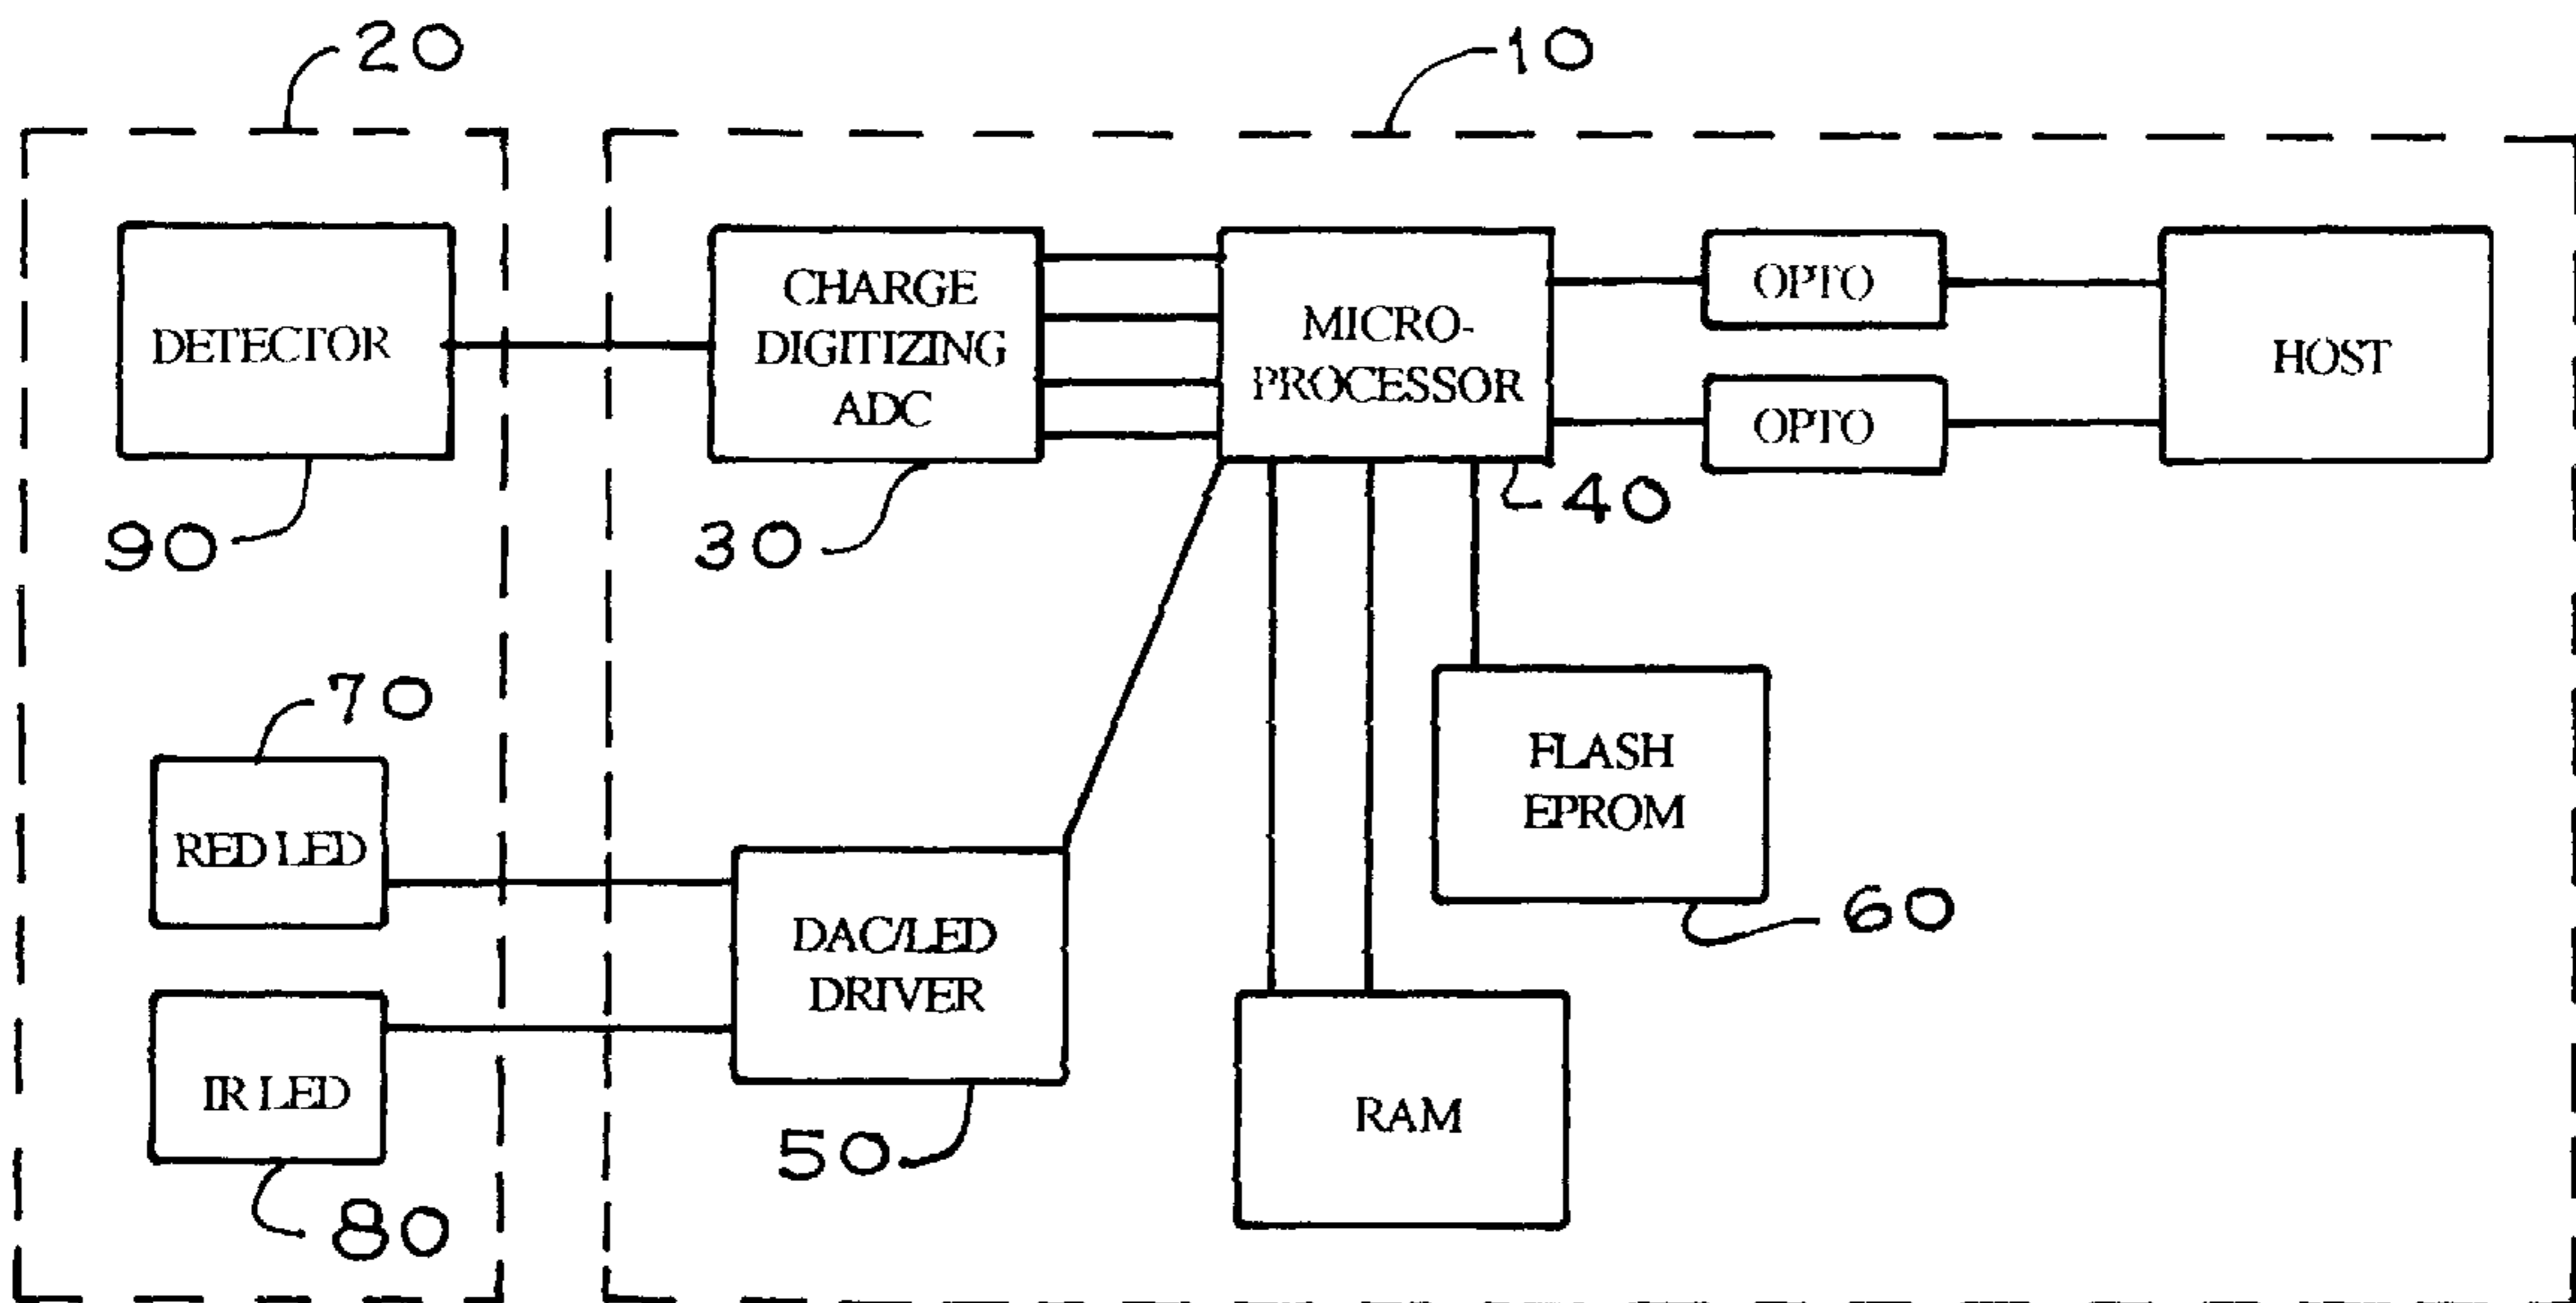 20
10
DETECTOR
CHARGE
DIGITIZING
ADC
MICRO-
PROCESSOR
OPTO
OPTO
HOST
90
30
40
70
RED LED
IR LED
80
DAC/LED
DRIVER
50
FLASH
EPROM
60
RAM